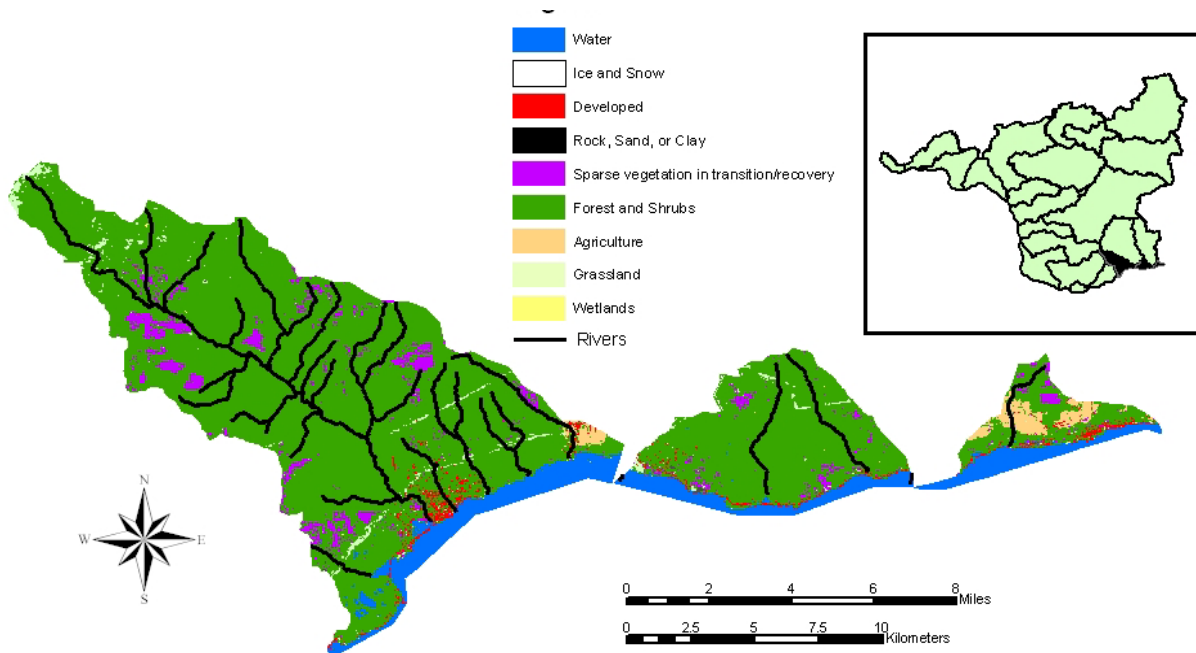 Water
Ice and Snow
Developed
Rock, Sand, or Clay
Sparse vegetation in transition/recovery
Forest and Shrubs
Agriculture
Grassland
Wetlands
Rivers
N
W E
S
0 2 4 6 8
Miles
0 2.5 5 7.5 10
Kilometers